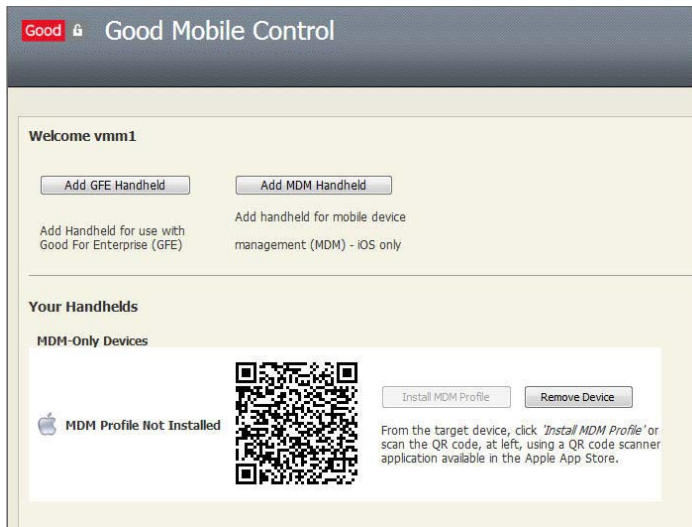 Good Good Mobile Control
Welcome vmm1
Add GFE Handheld
Add Handheld for use with
Good For Enterprise (GFE)
Add MDM Handheld
Add handheld for mobile device
management (MDM) - iOS only
Your Handhelds
MDM-Only Devices
MDM Profile Not Installed
Install MDM Profile
Remove Device
From the target device, click 'Install MDM Profile' or
scan the QR code, at left, using a QR code scanner
application available in the Apple App Store.